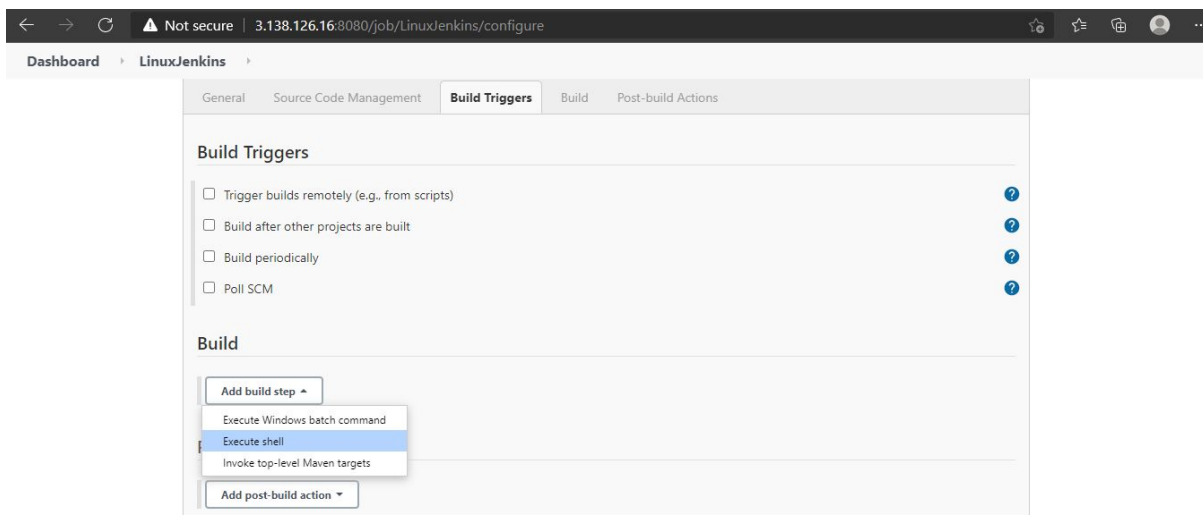 Not secure | 3.138.126.16:8080/job/LinuxJenkins/configure
Dashboard LinuxJenkins
General Source Code Management Build Triggers Build Post-build Actions
Build Triggers
Trigger builds remotely (e.g., from scripts)
Build after other projects are built
Build periodically
Poll SCM
Build
Add build step
Execute Windows batch command
Execute shell
Invoke top-level Maven targets
Add post-build action